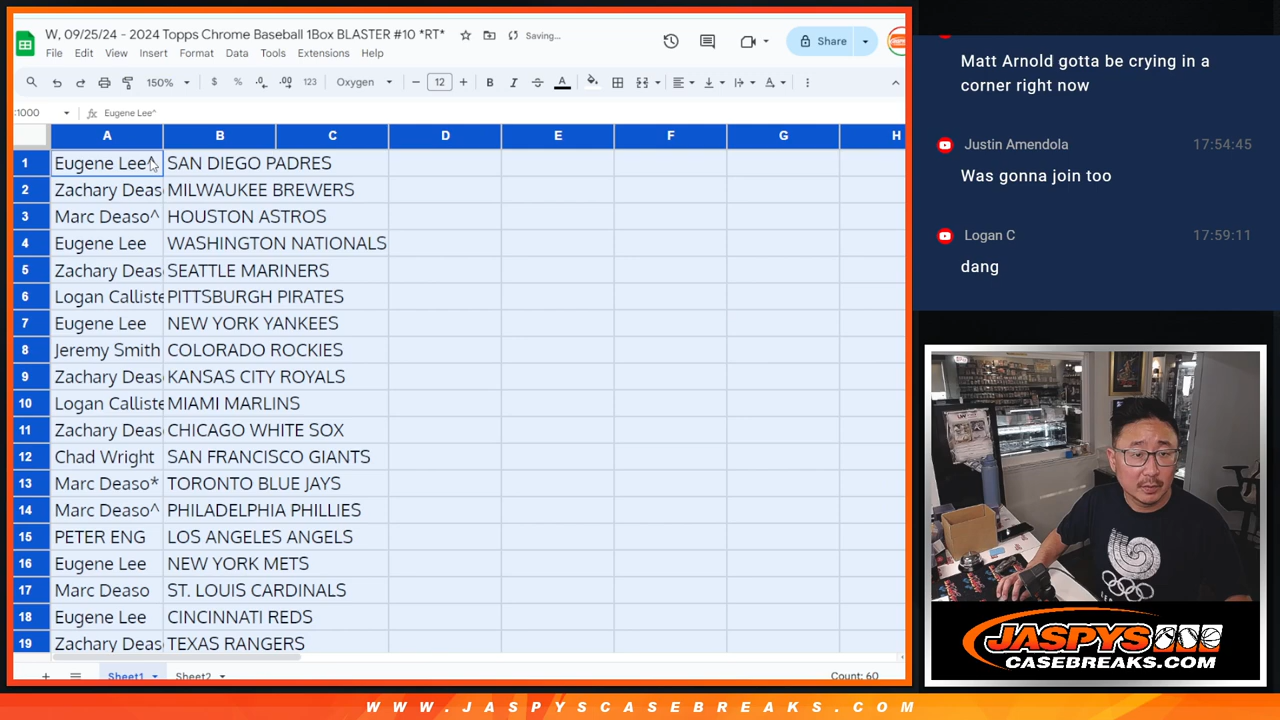 W, 09/25/24 - 2024 Topps Chrome Baseball 1Box BLASTER #10 *RT*
Saving...
Share
File Edit View Insert Format Data Tools Extensions Help
150% $ % .0 .00 123 Oxygen − 12 + B I A
:1000 fx Eugene Lee^
A B C D E F G H
1 Eugene Lee^ SAN DIEGO PADRES
2 Zachary Deas MILWAUKEE BREWERS
3 Marc Deaso^ HOUSTON ASTROS
4 Eugene Lee WASHINGTON NATIONALS
5 Zachary Deas SEATTLE MARINERS
6 Logan Calliste PITTSBURGH PIRATES
7 Eugene Lee NEW YORK YANKEES
8 Jeremy Smith COLORADO ROCKIES
9 Zachary Deas KANSAS CITY ROYALS
10 Logan Calliste MIAMI MARLINS
11 Zachary Deas CHICAGO WHITE SOX
12 Chad Wright SAN FRANCISCO GIANTS
13 Marc Deaso* TORONTO BLUE JAYS
14 Marc Deaso^ PHILADELPHIA PHILLIES
15 PETER ENG LOS ANGELES ANGELS
16 Eugene Lee NEW YORK METS
17 Marc Deaso ST. LOUIS CARDINALS
18 Eugene Lee CINCINNATI REDS
19 Zachary Deas TEXAS RANGERS
+ Sheet1 Sheet2 Count: 60
Matt Arnold gotta be crying in a
corner right now
Justin Amendola 17:54:45
Was gonna join too
Logan C 17:59:11
dang
JASPYS
CASEBREAKS.COM
WWW.JASPYSCASEBREAKS.COM